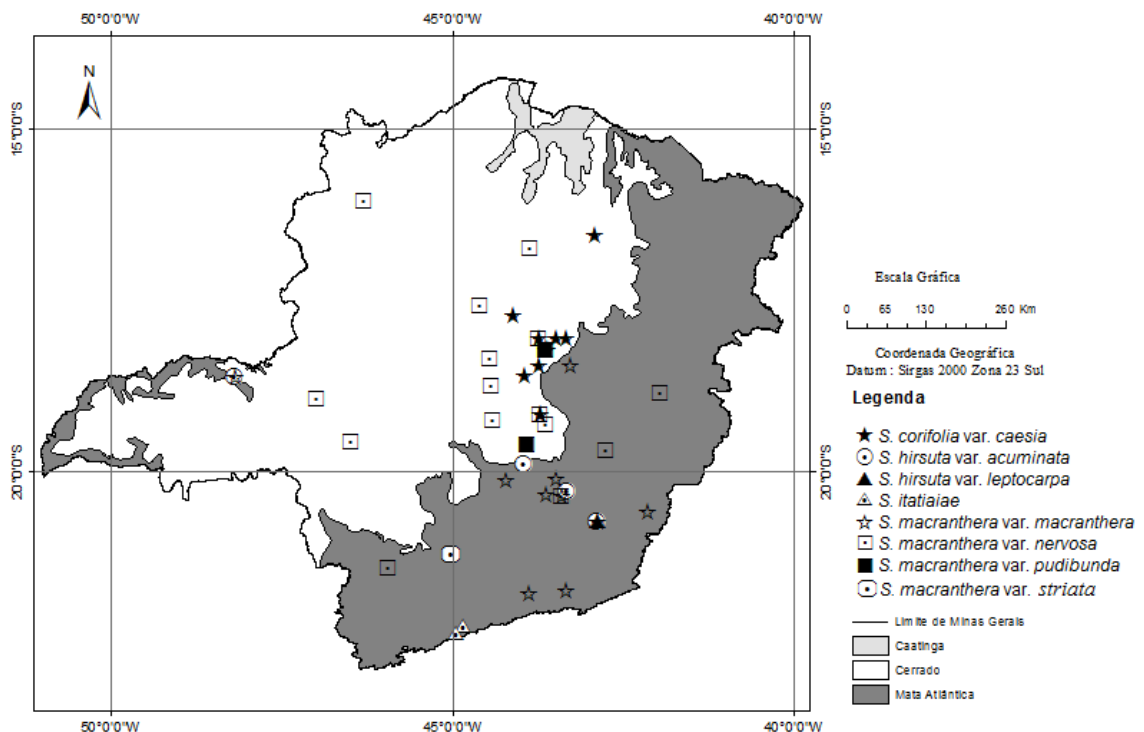 50°0'0"W
45°0'0"W
40°0'0"W
N
15°0'0"S
15°0'0"S
20°0'0"S
20°0'0"S
50°0'0"W
45°0'0"W
40°0'0"W
Escala Gráfica
0 65 130 260 Km
Coordenada Geográfica
Datum : Sirgas 2000 Zona 23 Sul
Legenda
S. corifolia var. caesia
S. hirsuta var. acuminata
S. hirsuta var. leptocarpa
S. itatiaiae
S. macranthera var. macranthera
S. macranthera var. nervosa
S. macranthera var. pudibunda
S. macranthera var. striata
Limite de Minas Gerais
Caatinga
Cerrado
Mata Atlântica